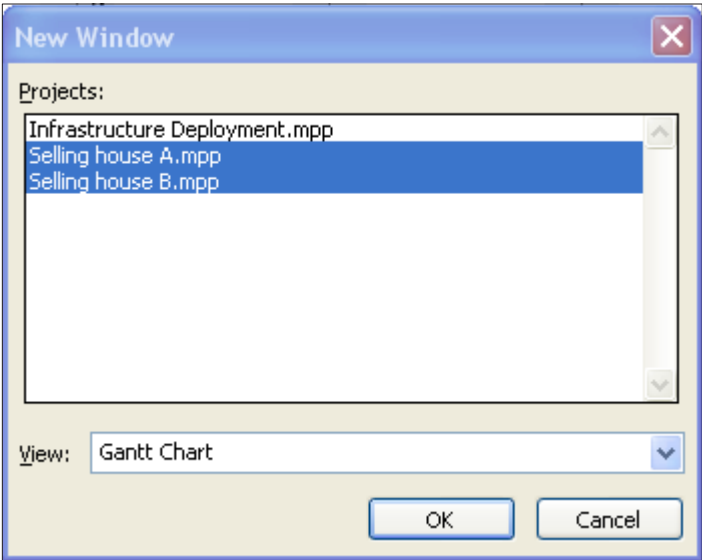 New Window
Projects:
Infrastructure Deployment.mpp
Selling house A.mpp
Selling house B.mpp
View: Gantt Chart
OK Cancel